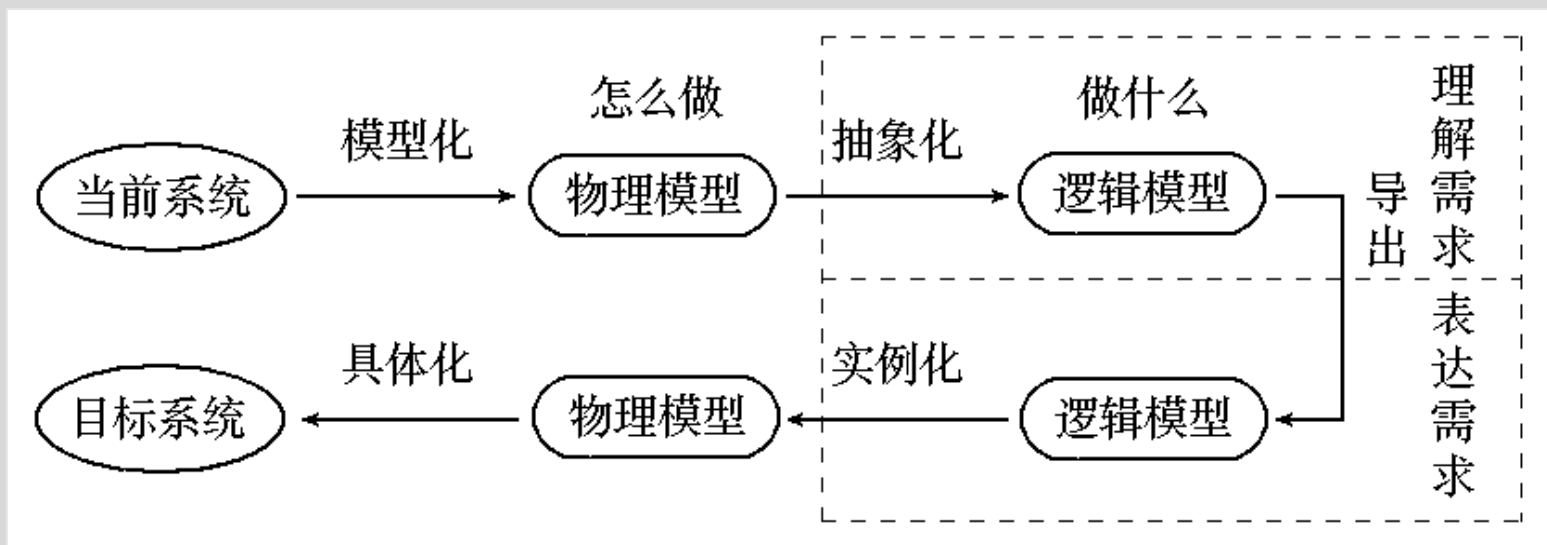 怎么做
做什么
模型化
抽象化
当前系统
物理模型
逻辑模型
导出
理解需求
具体化
实例化
目标系统
物理模型
逻辑模型
表达需求